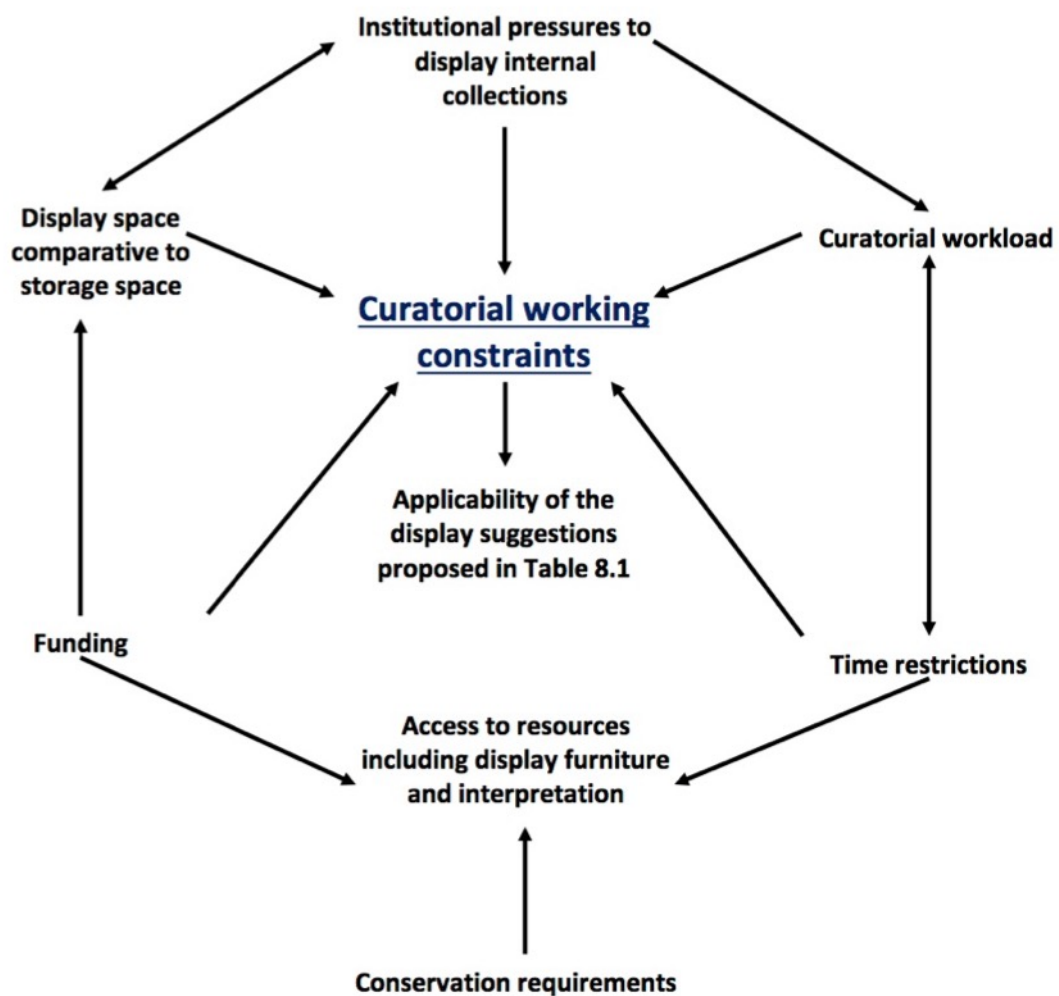 Institutional pressures to
display internal
collections
Display space
comparative to
storage space
Curatorial workload
Curatorial working
constraints
Applicability of the
display suggestions
proposed in Table 8.1
Funding
Time restrictions
Access to resources
including display furniture
and interpretation
Conservation requirements